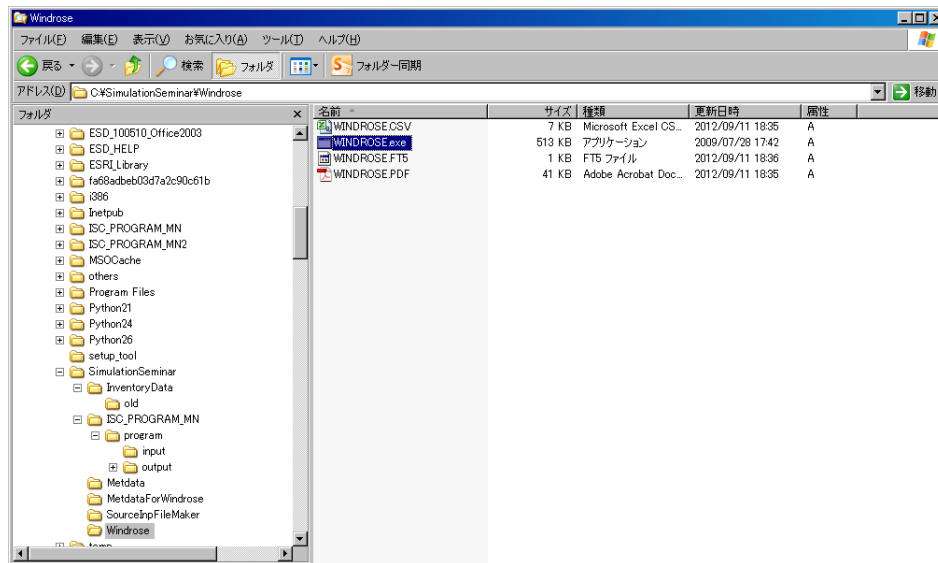 Windrose
ファイル(F) 編集(E) 表示(V) お気に入り(A) ツール(T) ヘルプ(H)
戻る 検索 フォルダ フォルダー同期
アドレス(D) C:¥SimulationSeminar¥Windrose 移動
フォルダ
名前 サイズ 種類 更新日時 属性
ESD_100510_Office2003
ESD_HELP
ESRI_Library
fa68adbeb03d7a2c90c61b
i386
Inetpub
ISC_PROGRAM_MN
ISC_PROGRAM_MN2
MSOCache
others
Program Files
Python21
Python24
Python26
setup_tool
SimulationSeminar
InventoryData
old
ISC_PROGRAM_MN
program
input
output
Metdata
MetdataForWindrose
SourceInpFileMaker
Windrose
temp
WINDROSE.CSV 7 KB Microsoft Excel CS... 2012/09/11 18:35 A
WINDROSE.exe 513 KB アプリケーション 2009/07/28 17:42 A
WINDROSE.FT5 1 KB FT5 ファイル 2012/09/11 18:36 A
WINDROSE.PDF 41 KB Adobe Acrobat Doc... 2012/09/11 18:35 A